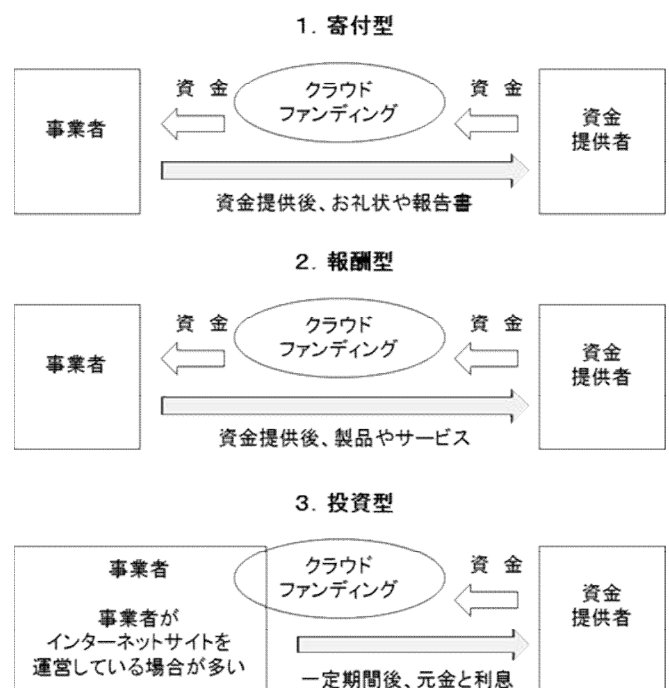 1. 寄付型
資 金
クラウド
ファンディング
資 金
事業者
資金
提供者
資金提供後、お礼状や報告書
2. 報酬型
資 金
クラウド
ファンディング
資 金
事業者
資金
提供者
資金提供後、製品やサービス
3. 投資型
事業者
クラウド
ファンディング
資 金
事業者が
インターネットサイトを
運営している場合が多い
資金
提供者
一定期間後、元金と利息